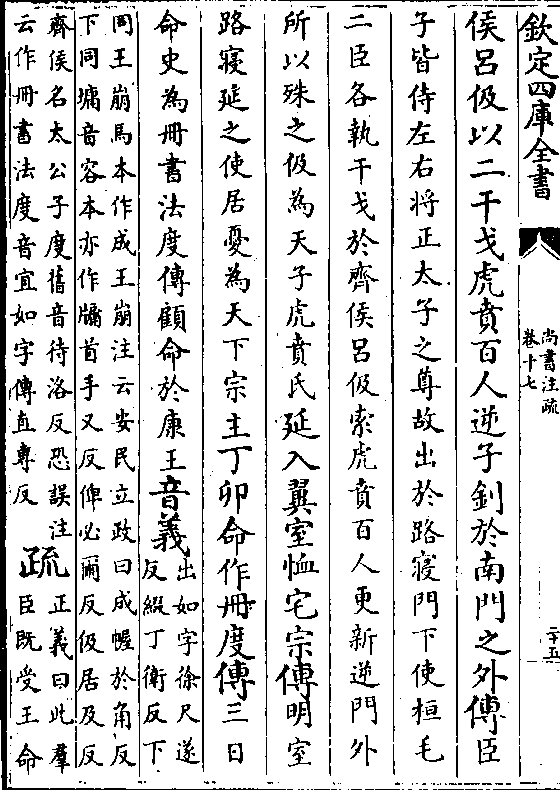 欽定四庫全書
尚書注疏
卷十七
二十五
侯呂伋以二干戈虎賁百人逆子釗於南門之外傳臣
子皆侍左右將正太子之尊故出於路寢門下使桓毛
二臣各執干戈於齊侯呂伋索虎賁百人更新逆門外
所以殊之伋為天子虎賁氏延入翼室恤宅宗傳明室
路寢延之使居憂為天下宗主丁卯命作冊度傳三日
命史為冊書法度傳顧命於康王音義出如字徐尺遂
反綴丁衛反下
同王崩馬本作成王崩注云安民立政曰成幄於角反
下同墉音容本亦作牖首手又反俾必爾反伋居及反
齊侯名太公子度舊音待洛反恐誤注
云作冊書法度音宜如字傳直專反
疏正義曰此羣
臣既受王命